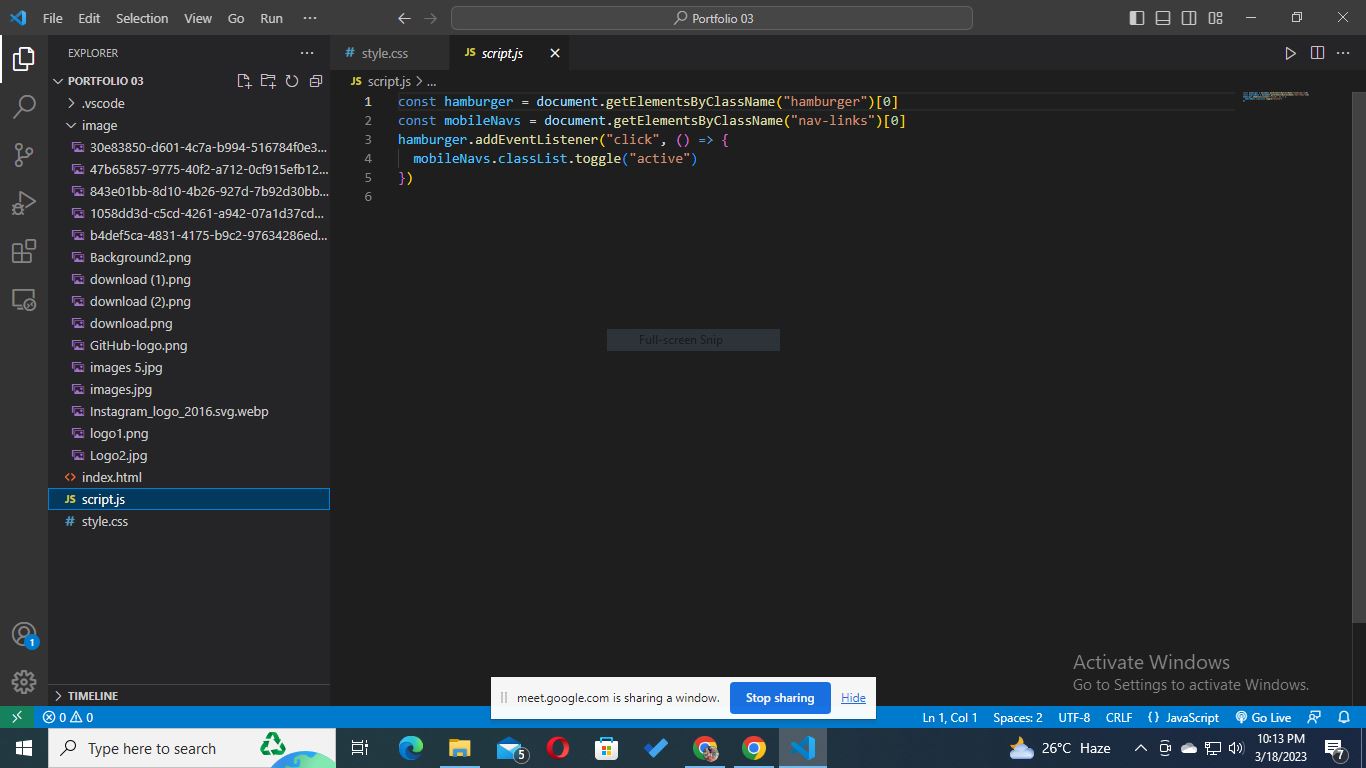 File Edit Selection View Go Run ···
Portfolio 03
EXPLORER
PORTFOLIO 03
.vscode
image
30e83850-d601-4c7a-b994-516784f0e3...
47b65857-9775-40f2-a712-0cf915efb12...
843e01bb-8d10-4b26-927d-7b92d30bb...
1058dd3d-c5cd-4261-a942-07a1d37cd...
b4def5ca-4831-4175-b9c2-97634286ed...
Background2.png
download (1).png
download (2).png
download.png
GitHub-logo.png
images 5.jpg
images.jpg
Instagram_logo_2016.svg.webp
logo1.png
Logo2.jpg
index.html
JS script.js
# style.css
TIMELINE
# style.css JS script.js
JS script.js > ...
1 const hamburger = document.getElementsByClassName("hamburger")[0]
2 const mobileNavs = document.getElementsByClassName("nav-links")[0]
3 hamburger.addEventListener("click", () => {
4 mobileNavs.classList.toggle("active")
5 })
6
Full-screen Snip
Activate Windows
Go to Settings to activate Windows.
meet.google.com is sharing a window. Stop sharing Hide
1
0 0 Ln 1, Col 1 Spaces: 2 UTF-8 CRLF {} JavaScript Go Live
Type here to search 5 26°C Haze 10:13 PM
3/18/2023 7